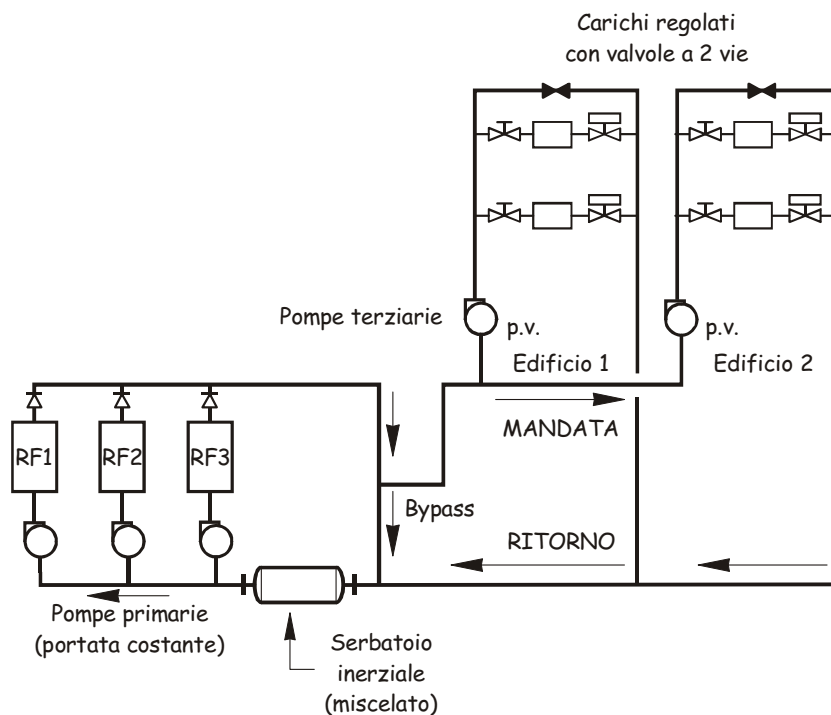 Carichi regolati
con valvole a 2 vie
Pompe terziarie
p.v.
p.v.
Edificio 1
Edificio 2
MANDATA
RF1
RF2
RF3
Bypass
RITORNO
Pompe primarie
(portata costante)
Serbatoio
inerziale
(miscelato)